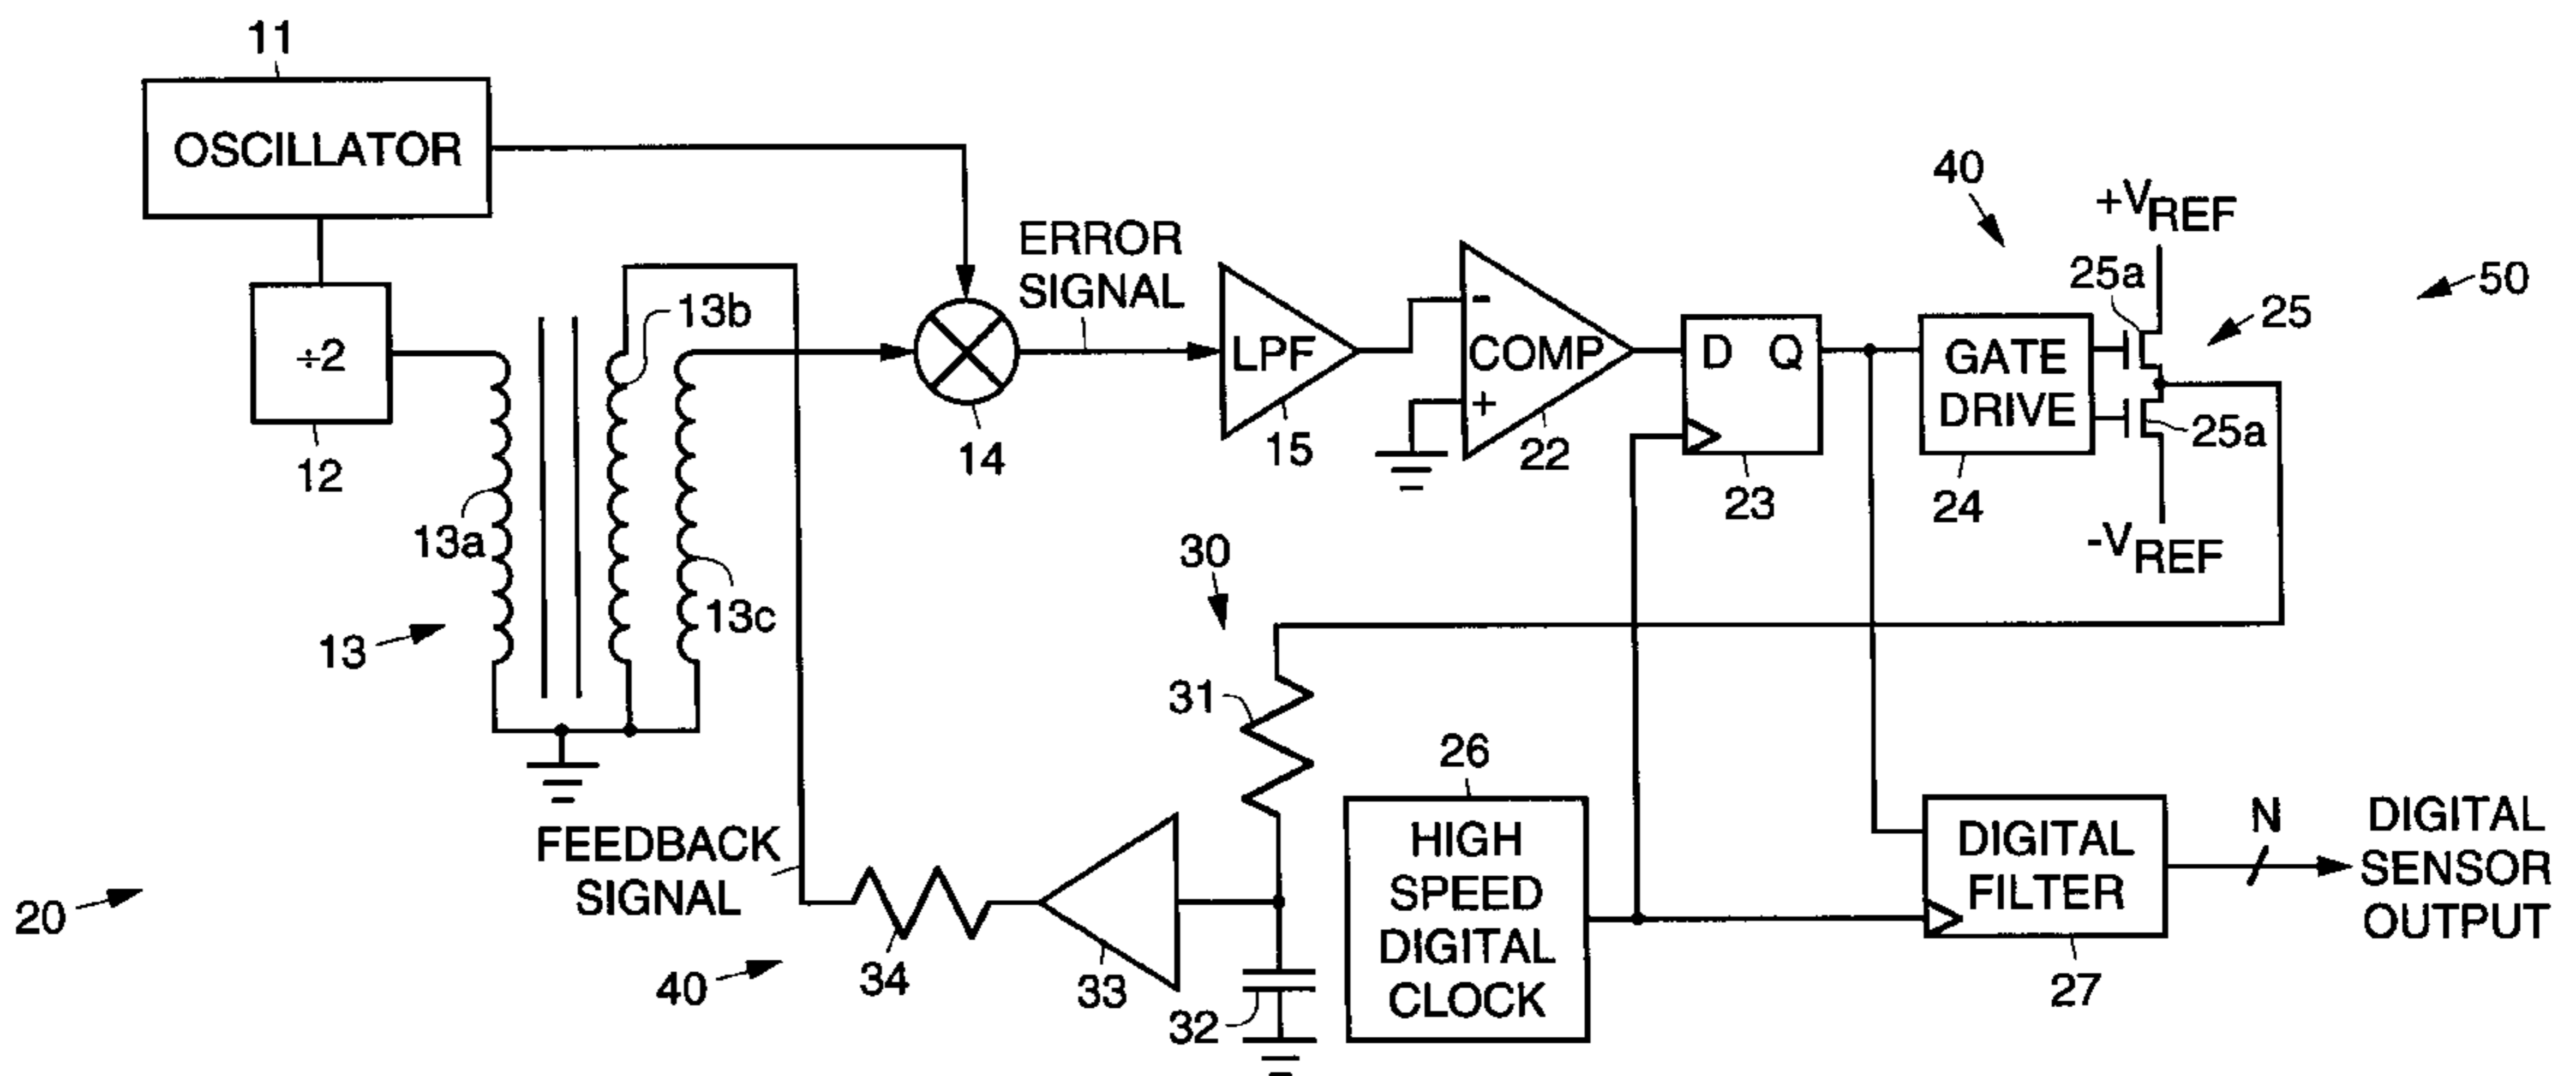 11
OSCILLATOR
÷2
12
13a
13
13b
13c
14
ERROR
SIGNAL
LPF
15
-
COMP
+
22
D Q
23
GATE
DRIVE
24
40
+VREF
25a
25
50
25a
-VREF
30
31
26
HIGH
SPEED
DIGITAL
CLOCK
DIGITAL
FILTER
27
N
DIGITAL
SENSOR
OUTPUT
FEEDBACK
SIGNAL
20
40
34
33
32